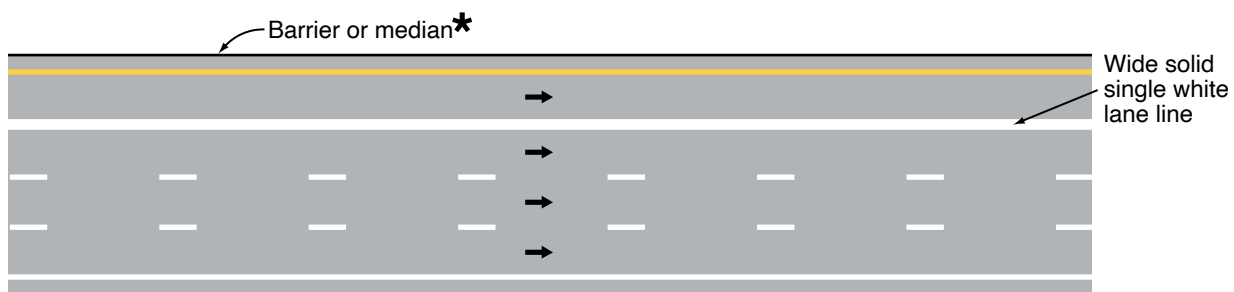 Barrier or median*
Wide solid
single white
lane line